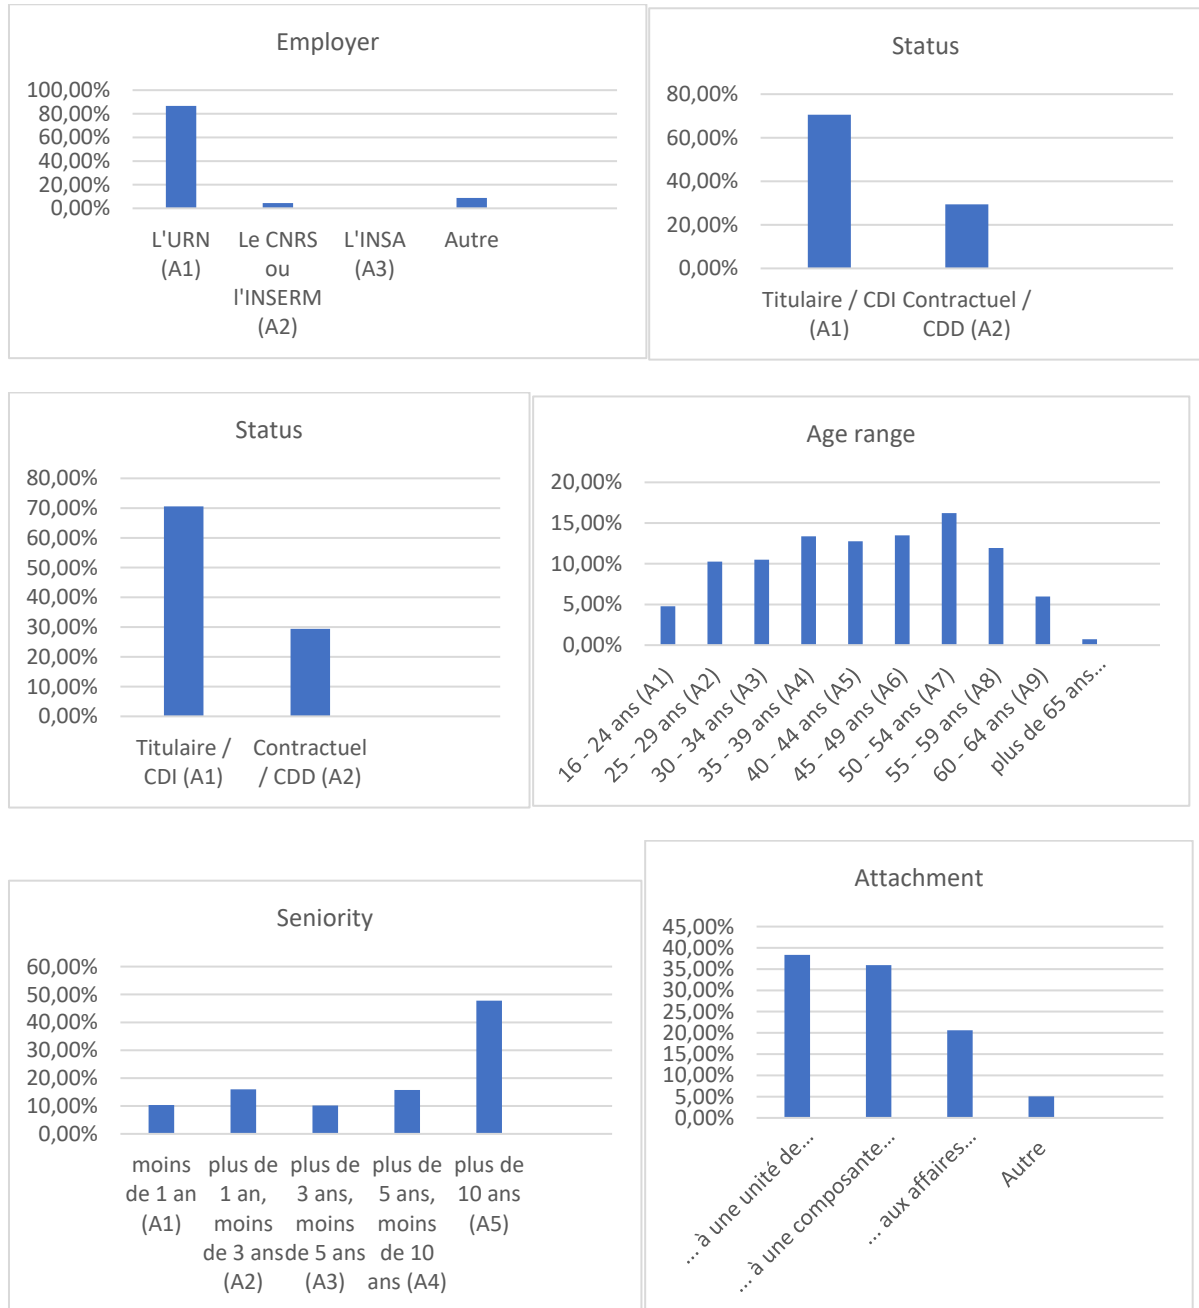 Employer
100,00%
80,00%
60,00%
40,00%
20,00%
0,00%
L'URN
(A1)
Le CNRS
ou
l'INSERM
(A2)
L'INSA
(A3)
Autre
Status
80,00%
60,00%
40,00%
20,00%
0,00%
Titulaire / CDI
(A1)
Contractuel /
CDD (A2)
Status
80,00%
70,00%
60,00%
50,00%
40,00%
30,00%
20,00%
10,00%
0,00%
Titulaire /
CDI (A1)
Contractuel
/ CDD (A2)
Age range
20,00%
15,00%
10,00%
5,00%
0,00%
16 - 24 ans (A1)
25 - 29 ans (A2)
30 - 34 ans (A3)
35 - 39 ans (A4)
40 - 44 ans (A5)
45 - 49 ans (A6)
50 - 54 ans (A7)
55 - 59 ans (A8)
60 - 64 ans (A9)
plus de 65 ans...
Seniority
60,00%
50,00%
40,00%
30,00%
20,00%
10,00%
0,00%
moins
de 1 an
(A1)
plus de
1 an,
moins
de 3 ans
(A2)
plus de
3 ans,
moins
de 5 ans
(A3)
plus de
5 ans,
moins
de 10
ans (A4)
plus de
10 ans
(A5)
Attachment
45,00%
40,00%
35,00%
30,00%
25,00%
20,00%
15,00%
10,00%
5,00%
0,00%
... à une unité de...
... à une composante...
... aux affaires...
Autre